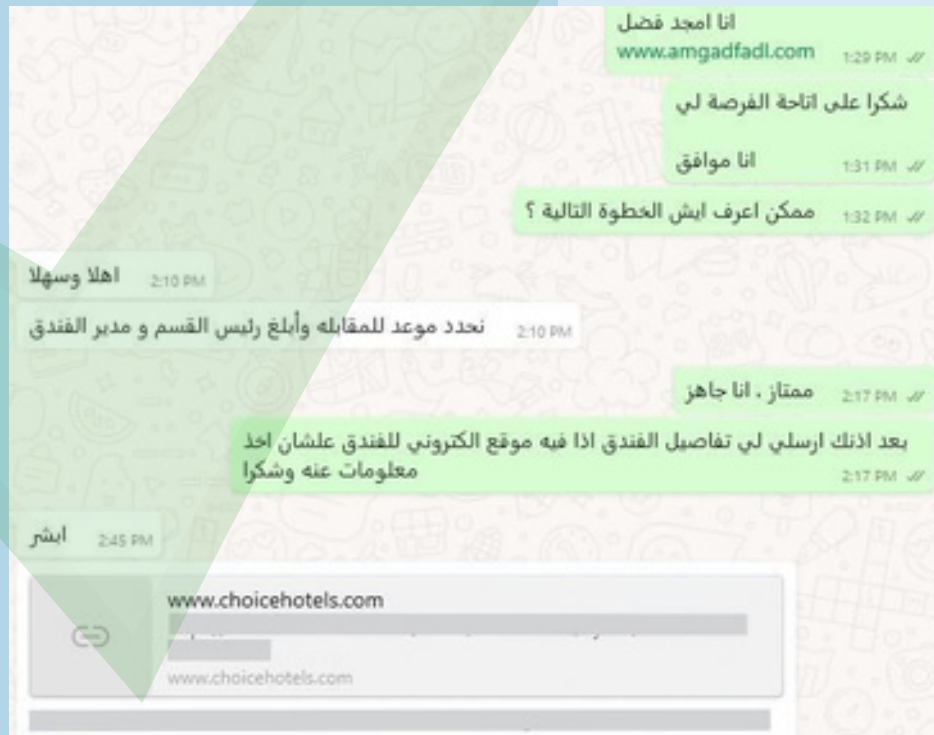 انا امجد فضل
www.amgadfadl.com 1:29 PM
شكرا على اتاحة الفرصة لي
انا موافق 1:31 PM
ممكن اعرف ايش الخطوة التالية ؟ 1:32 PM
اهلا وسهلا 2:10 PM
نحدد موعد للمقابله وأبلغ رئيس القسم و مدير الفندق 2:10 PM
ممتاز ، انا جاهز 2:17 PM
بعد اذنك ارسلي لي تفاصيل الفندق اذا فيه موقع الكتروني للفندق علشان اخذ
معلومات عنه وشكرا 2:17 PM
ابشر 2:45 PM
www.choicehotels.com
www.choicehotels.com